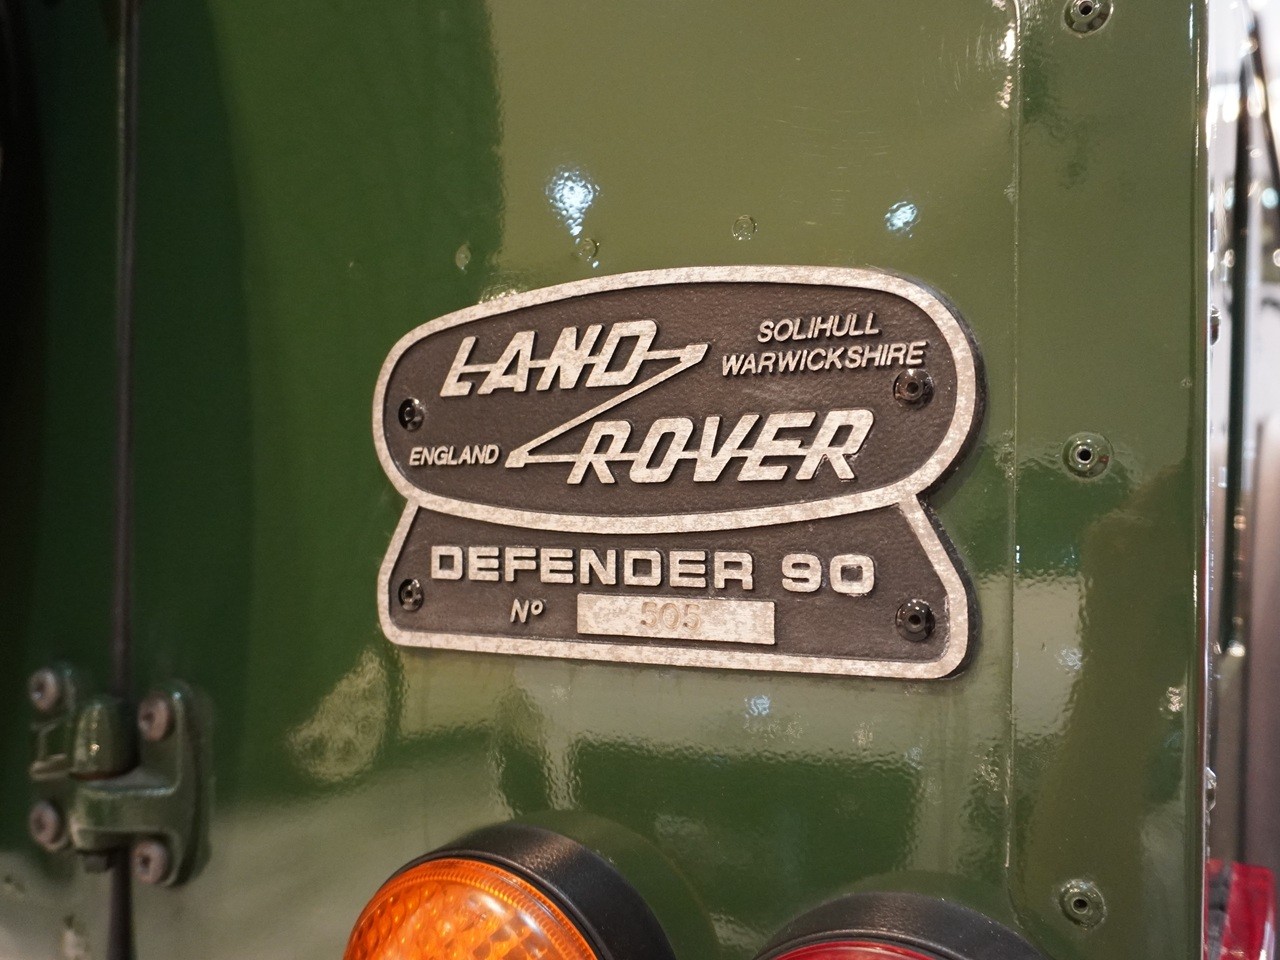 LAND
SOLIHULL
WARWICKSHIRE
ENGLAND
ROVER
DEFENDER 90
Nº 505